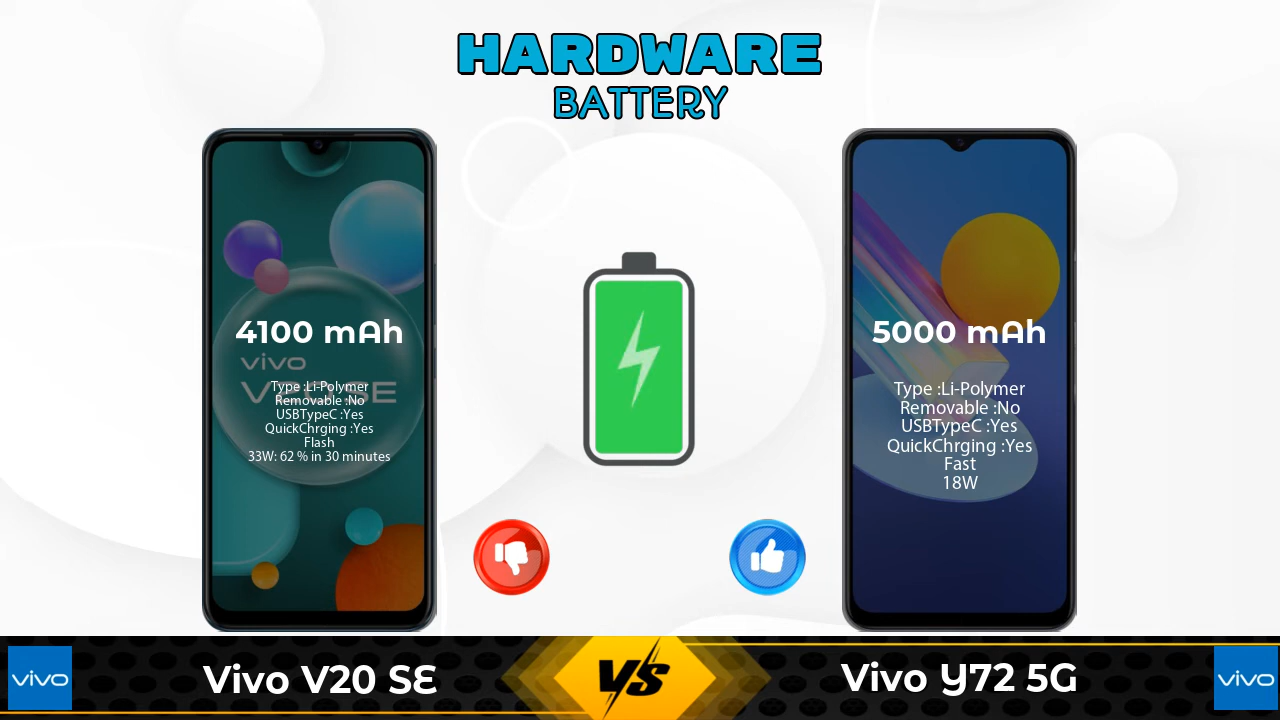 HARDWARE
BATTERY
4100 mAh
vivo
Type :Li-Polymer
Removable :No
USBTypeC :Yes
QuickChrging :Yes
Flash
33W: 62 % in 30 minutes
5000 mAh
Type :Li-Polymer
Removable :No
USBTypeC :Yes
QuickChrging :Yes
Fast
18W
vivo
Vivo V20 SE
VS
Vivo Y72 5G
vivo